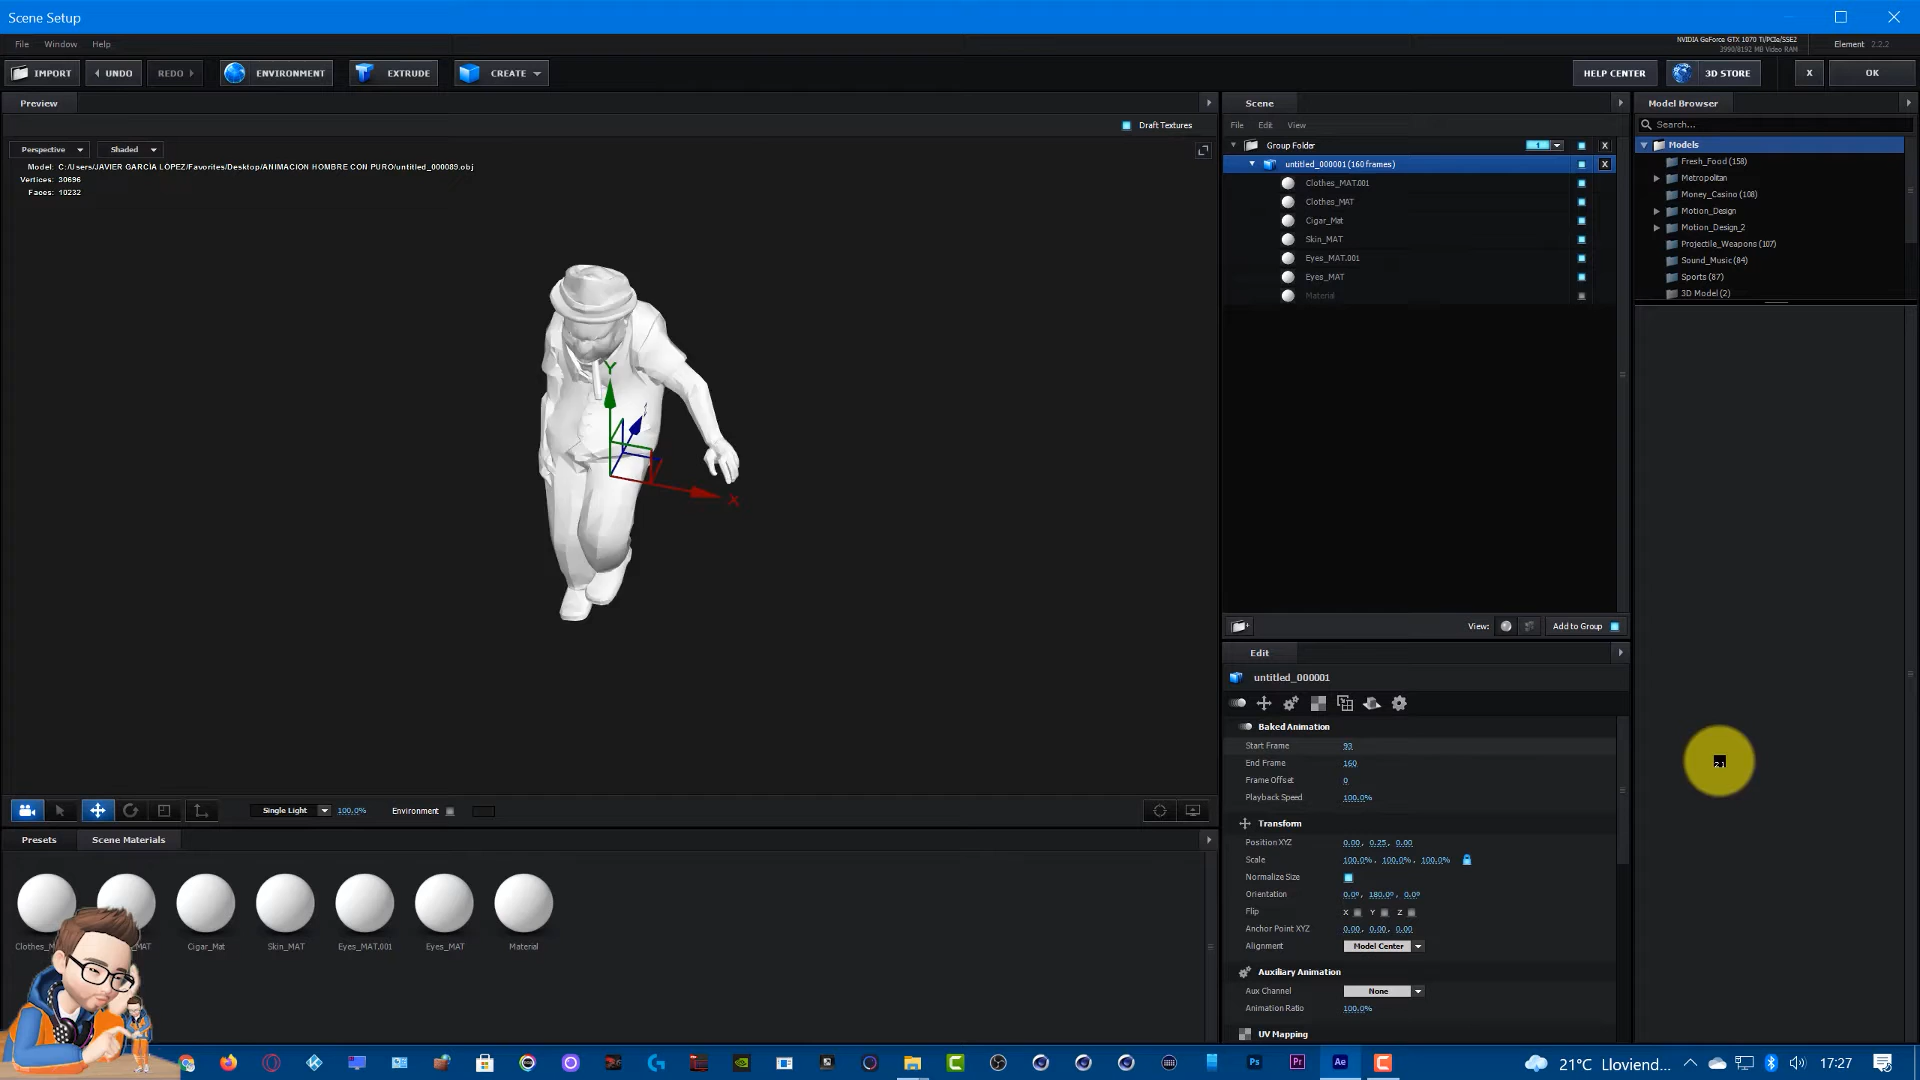 Scene Setup
File Window Help
NVIDIA GeForce GTX 1070 Ti/PCIe/SSE2
3990/8192 MB Video RAM
Element 2.2.2
IMPORT UNDO REDO ENVIRONMENT EXTRUDE CREATE HELP CENTER 3D STORE X OK
Preview
Draft Textures
Perspective Shaded
Model: C:/Users/JAVIER GARCIA LOPEZ/Favorites/Desktop/ANIMACION HOMBRE CON PURO/untitled_000089.obj
Vertices: 30696
Faces: 10232
Y
X
Single Light 100.0% Environment
Presets Scene Materials
Cigar_Mat Skin_MAT Eyes_MAT.001 Eyes_MAT Material
Scene
File Edit View
Group Folder 1 X
untitled_000001 (160 frames) X
Clothes_MAT.001
Clothes_MAT
Cigar_Mat
Skin_MAT
Eyes_MAT.001
Eyes_MAT
Material
View: Add to Group
Edit
untitled_000001
Baked Animation
Start Frame 93
End Frame 160
Frame Offset 0
Playback Speed 100.0%
Transform
Position XYZ 0.00, 0.25, 0.00
Scale 100.0%, 100.0%, 100.0%
Normalize Size
Orientation 0.0°, 180.0°, 0.0°
Flip X Y Z
Anchor Point XYZ 0.00, 0.00, 0.00
Alignment Model Center
Auxiliary Animation
Aux Channel None
Animation Ratio 100.0%
UV Mapping
Model Browser
Search...
Models
Fresh_Food (158)
Metropolitan
Money_Casino (108)
Motion_Design
Motion_Design_2
Projectile_Weapons (107)
Sound_Music (84)
Sports (87)
3D Model (2)
Ps Pr Ae
21°C Lloviend... 17:27